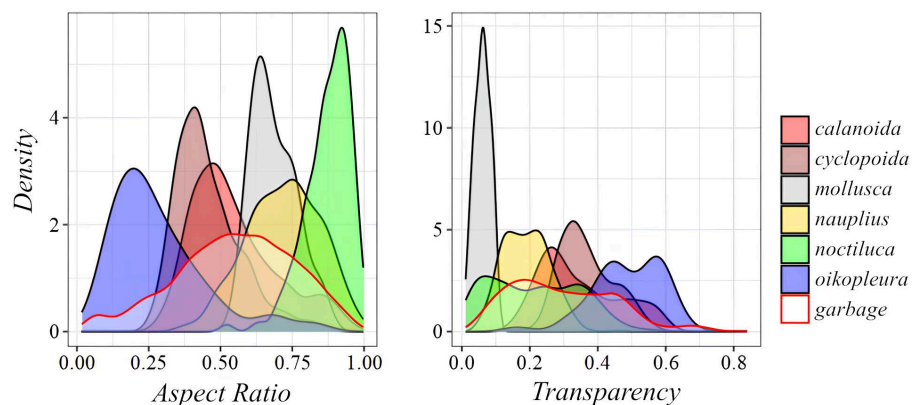 Density
4
2
0
0.00 0.25 0.50 0.75 1.00
Aspect Ratio
15
10
5
0
0.0 0.2 0.4 0.6 0.8
Transparency
calanoida
cyclopoida
mollusca
nauplius
noctiluca
oikopleura
garbage